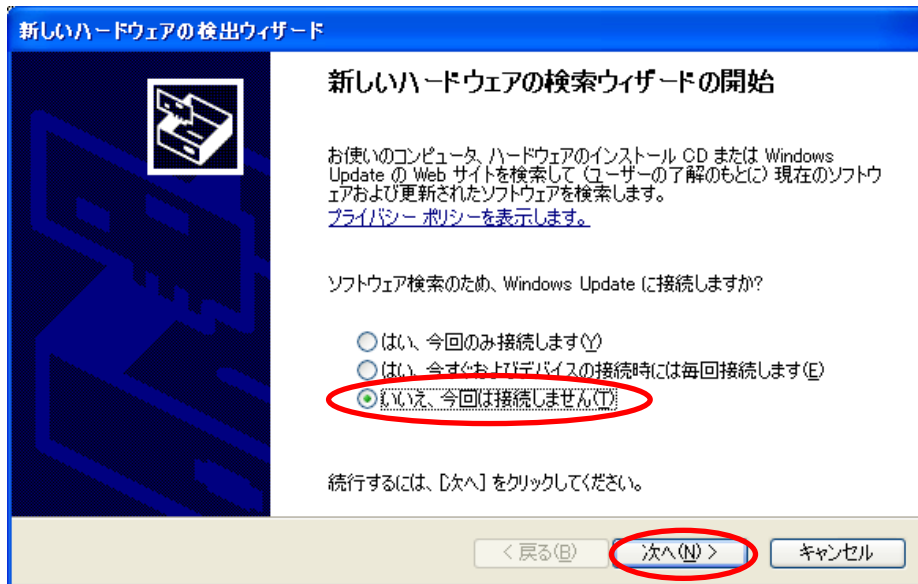 新しいハードウェアの検出ウィザード
新しいハードウェアの検索ウィザードの開始
お使いのコンピュータ、ハードウェアのインストール CD または Windows
Update の Web サイトを検索して (ユーザーの了解のもとに) 現在のソフトウ
ェアおよび更新されたソフトウェアを検索します。
プライバシー ポリシーを表示します。
ソフトウェア検索のため、Windows Update に接続しますか?
はい、今回のみ接続します(Y)
はい、今すぐおよびデバイスの接続時には毎回接続します(E)
いいえ、今回は接続しません(T)
続行するには、[次へ] をクリックしてください。
< 戻る(B) 次へ(N) > キャンセル